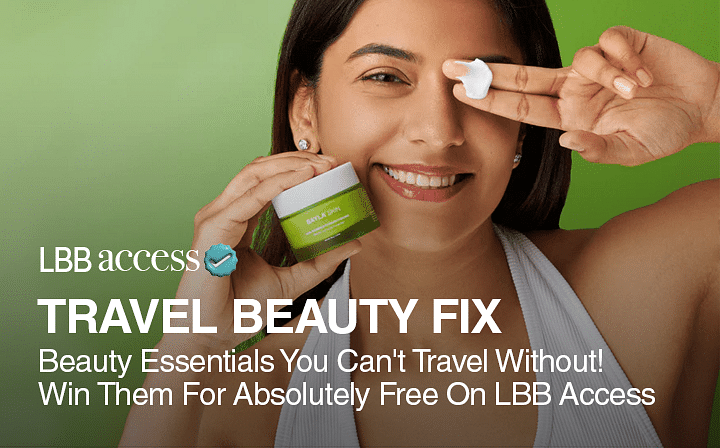 LBB access
TRAVEL BEAUTY FIX
Beauty Essentials You Can't Travel Without!
Win Them For Absolutely Free On LBB Access